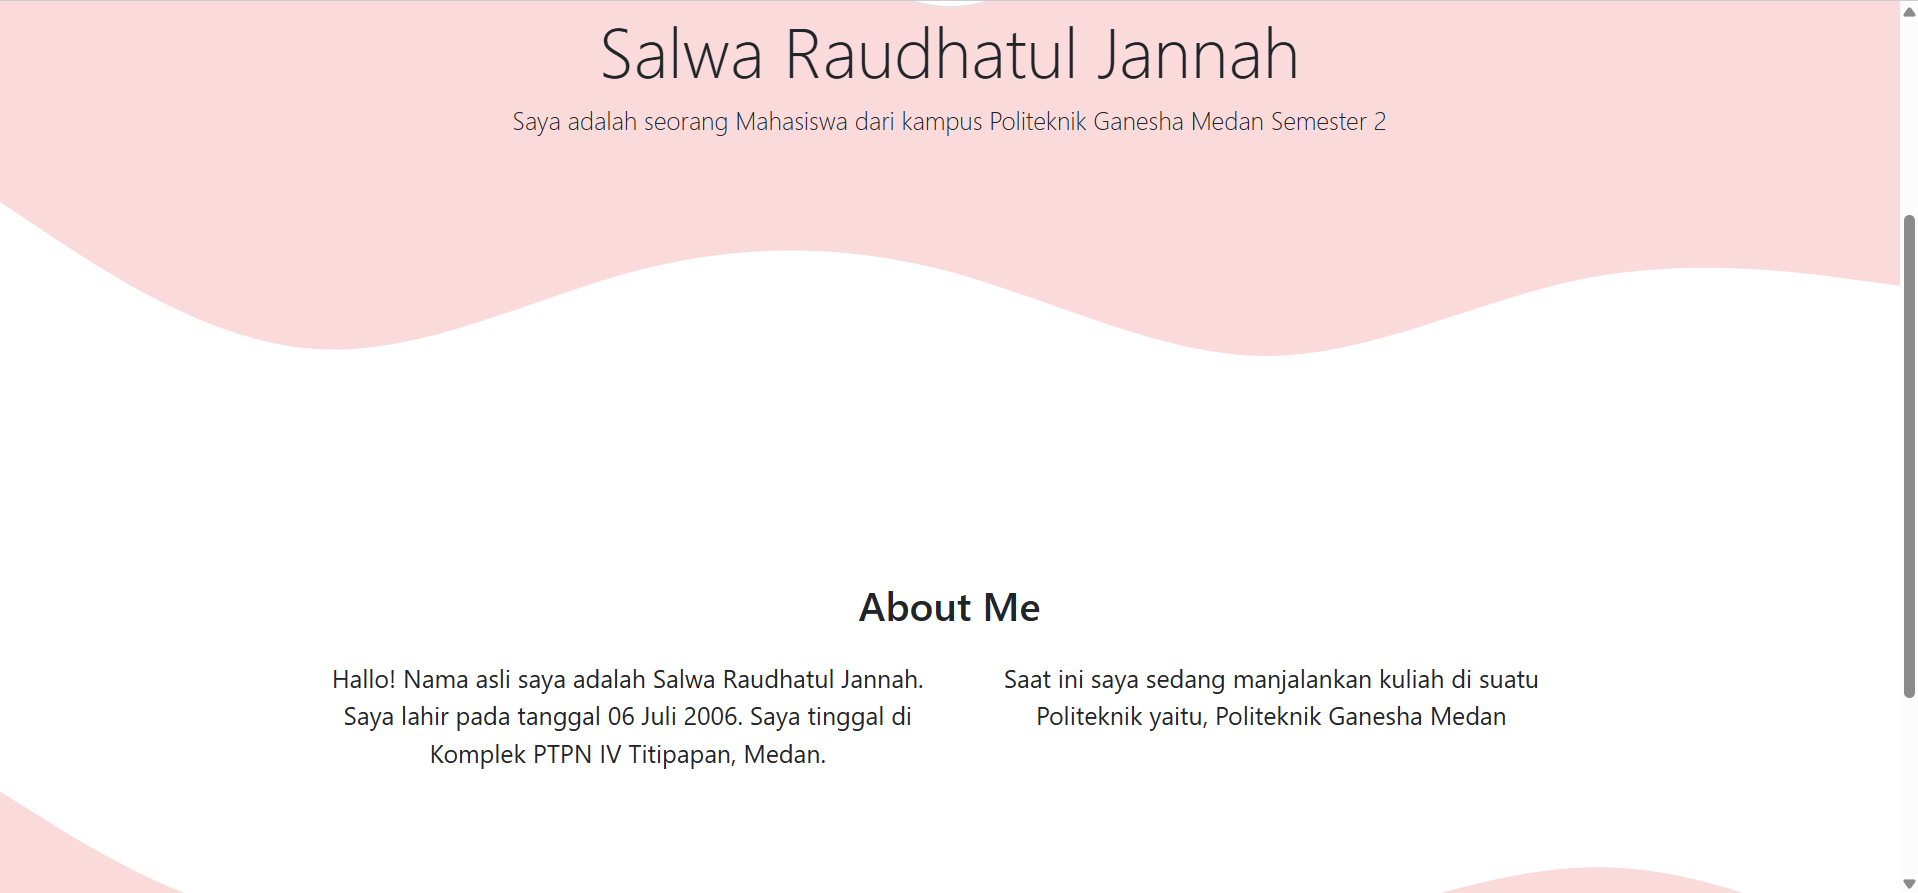 Salwa Raudhatul Jannah
Saya adalah seorang Mahasiswa dari kampus Politeknik Ganesha Medan Semester 2
About Me
Hallo! Nama asli saya adalah Salwa Raudhatul Jannah.
Saya lahir pada tanggal 06 Juli 2006. Saya tinggal di
Komplek PTPN IV Titipapan, Medan.
Saat ini saya sedang manjalankan kuliah di suatu
Politeknik yaitu, Politeknik Ganesha Medan